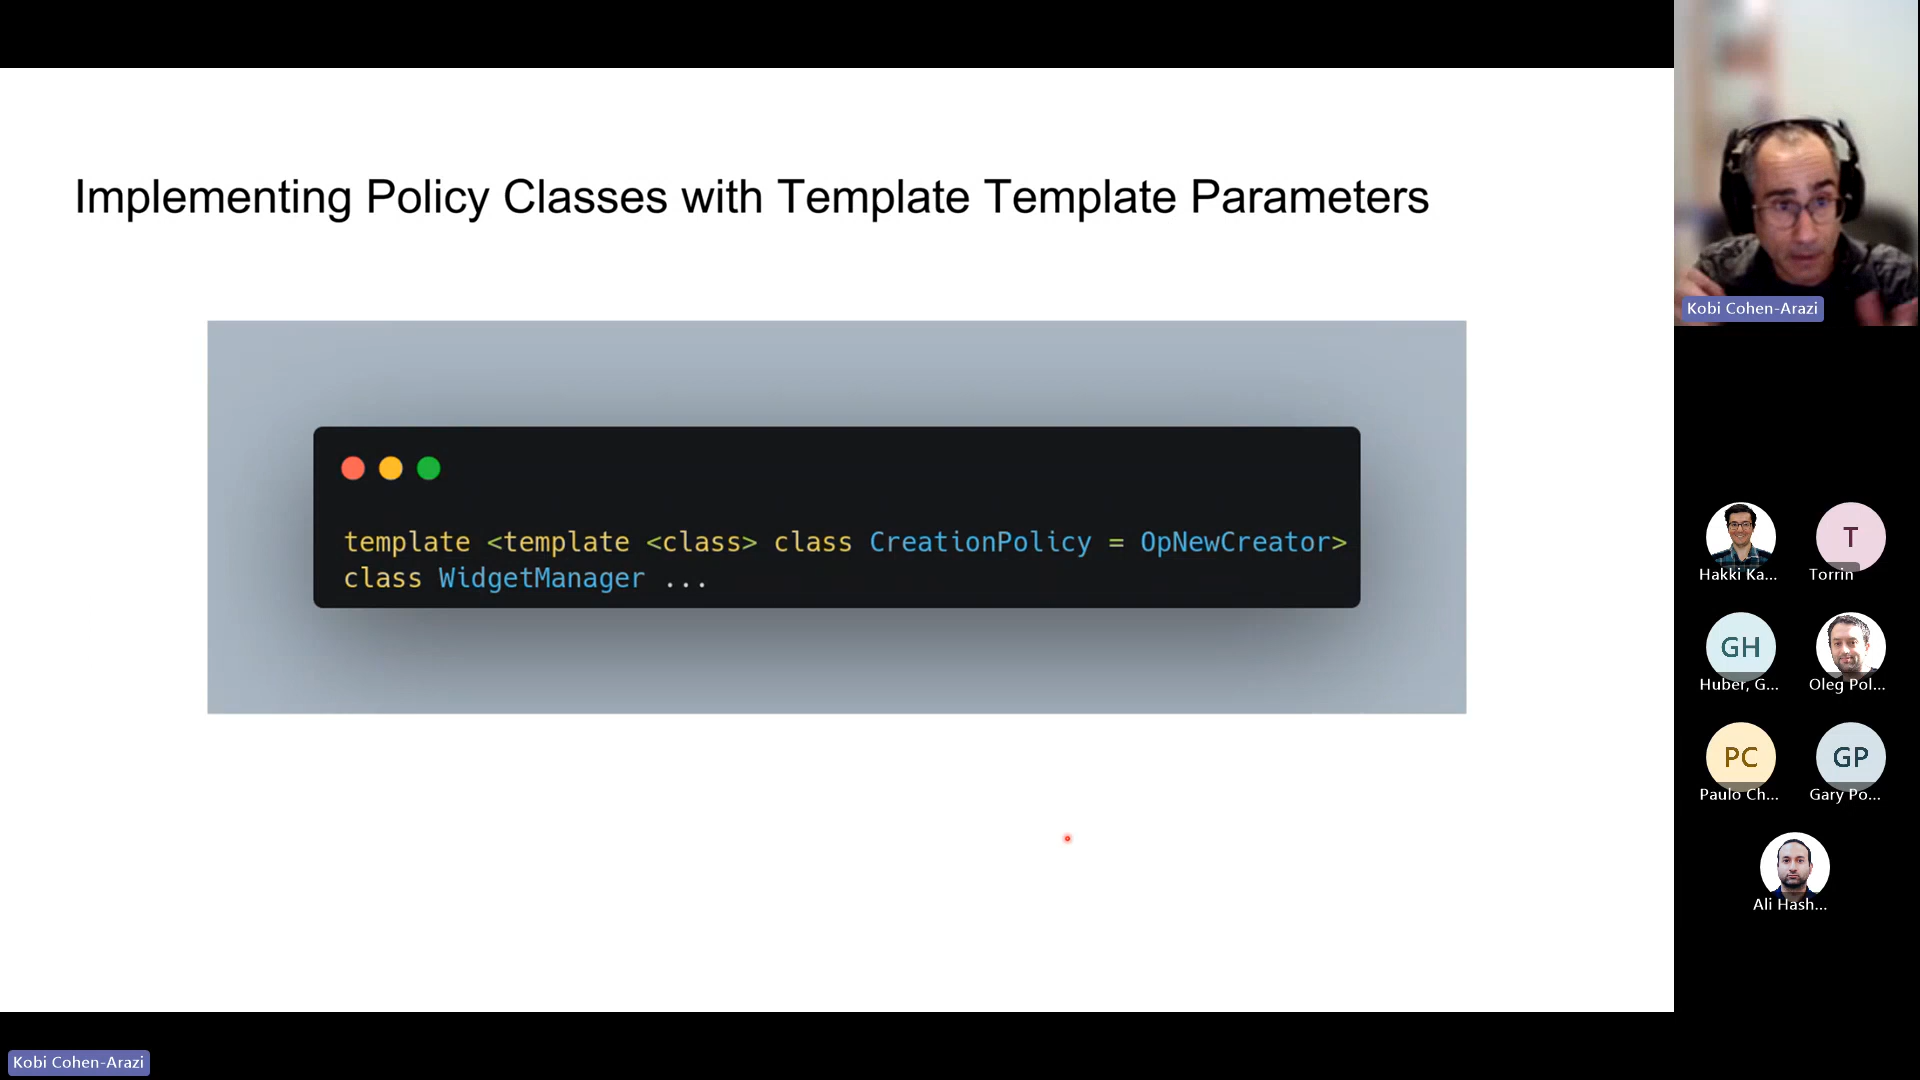 Implementing Policy Classes with Template Template Parameters
template <template <class> class CreationPolicy = OpNewCreator>
class WidgetManager ...
Kobi Cohen-Arazi
Hakki Ka...
T
Torrin
GH
Huber, G...
Oleg Pol...
PC
Paulo Ch...
GP
Gary Po...
Ali Hash...
Kobi Cohen-Arazi